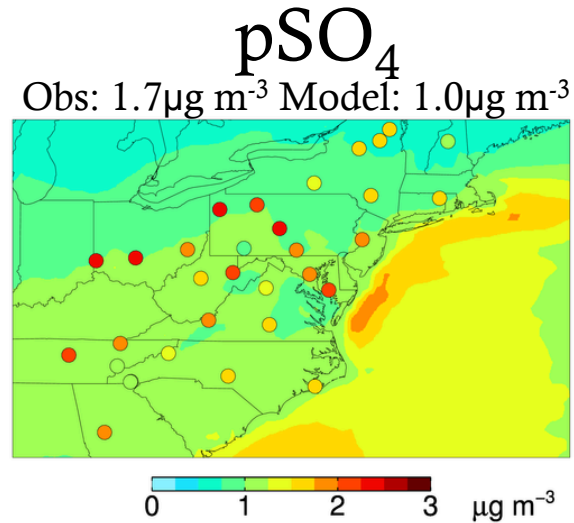 pSO₄
Obs: 1.7μg m⁻³ Model: 1.0μg m⁻³
0 1 2 3 μg m⁻³